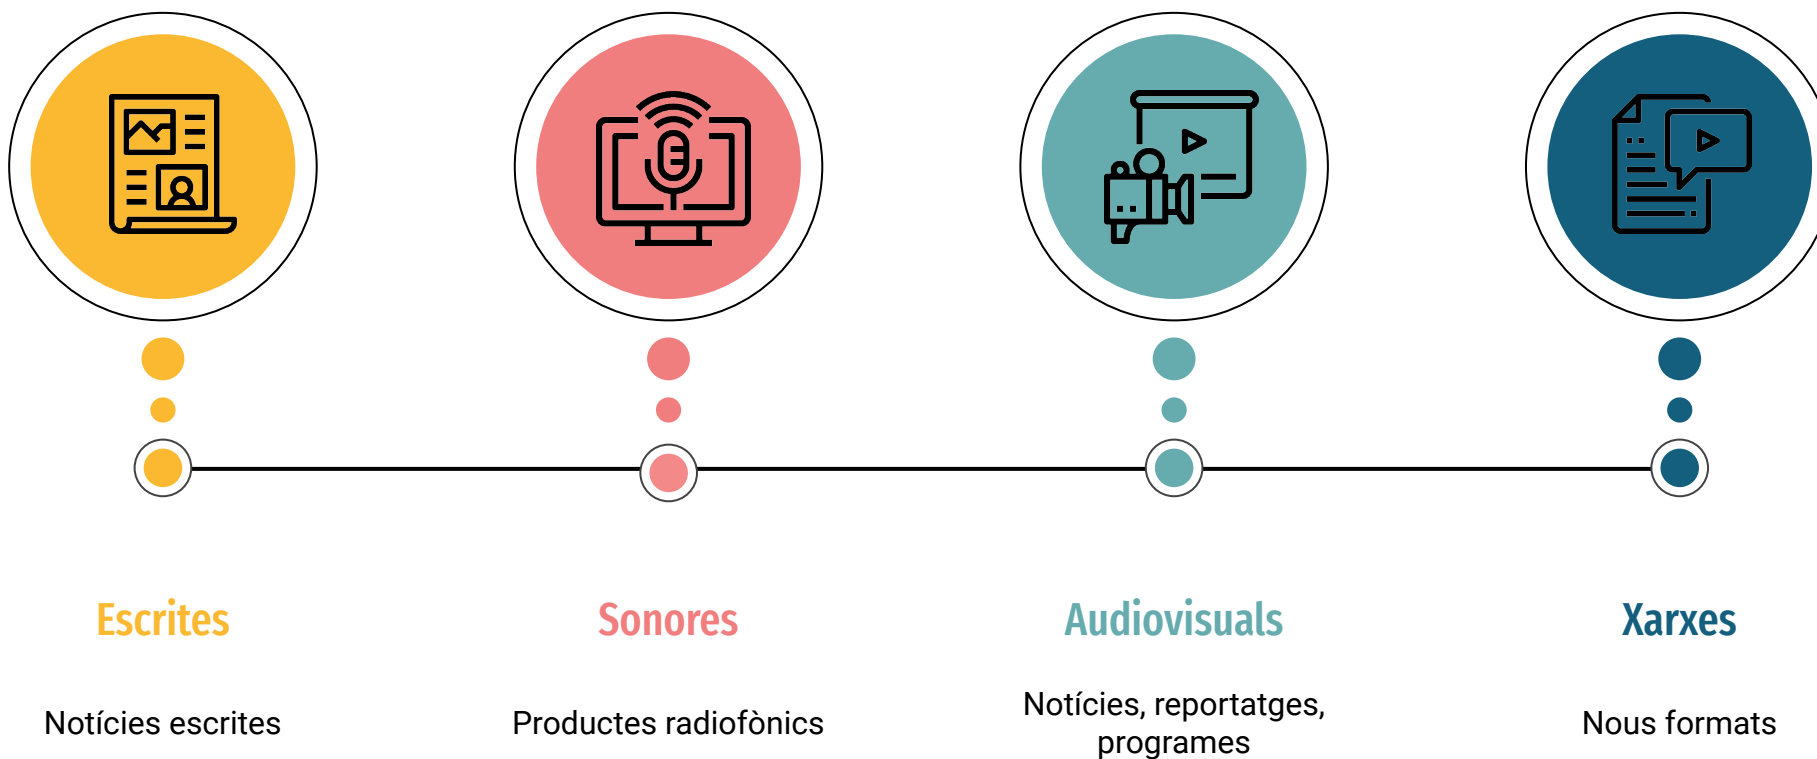 Escrites
Notícies escrites
Sonores
Productes radiofònics
Audiovisuals
Notícies, reportatges,
programes
Xarxes
Nous formats